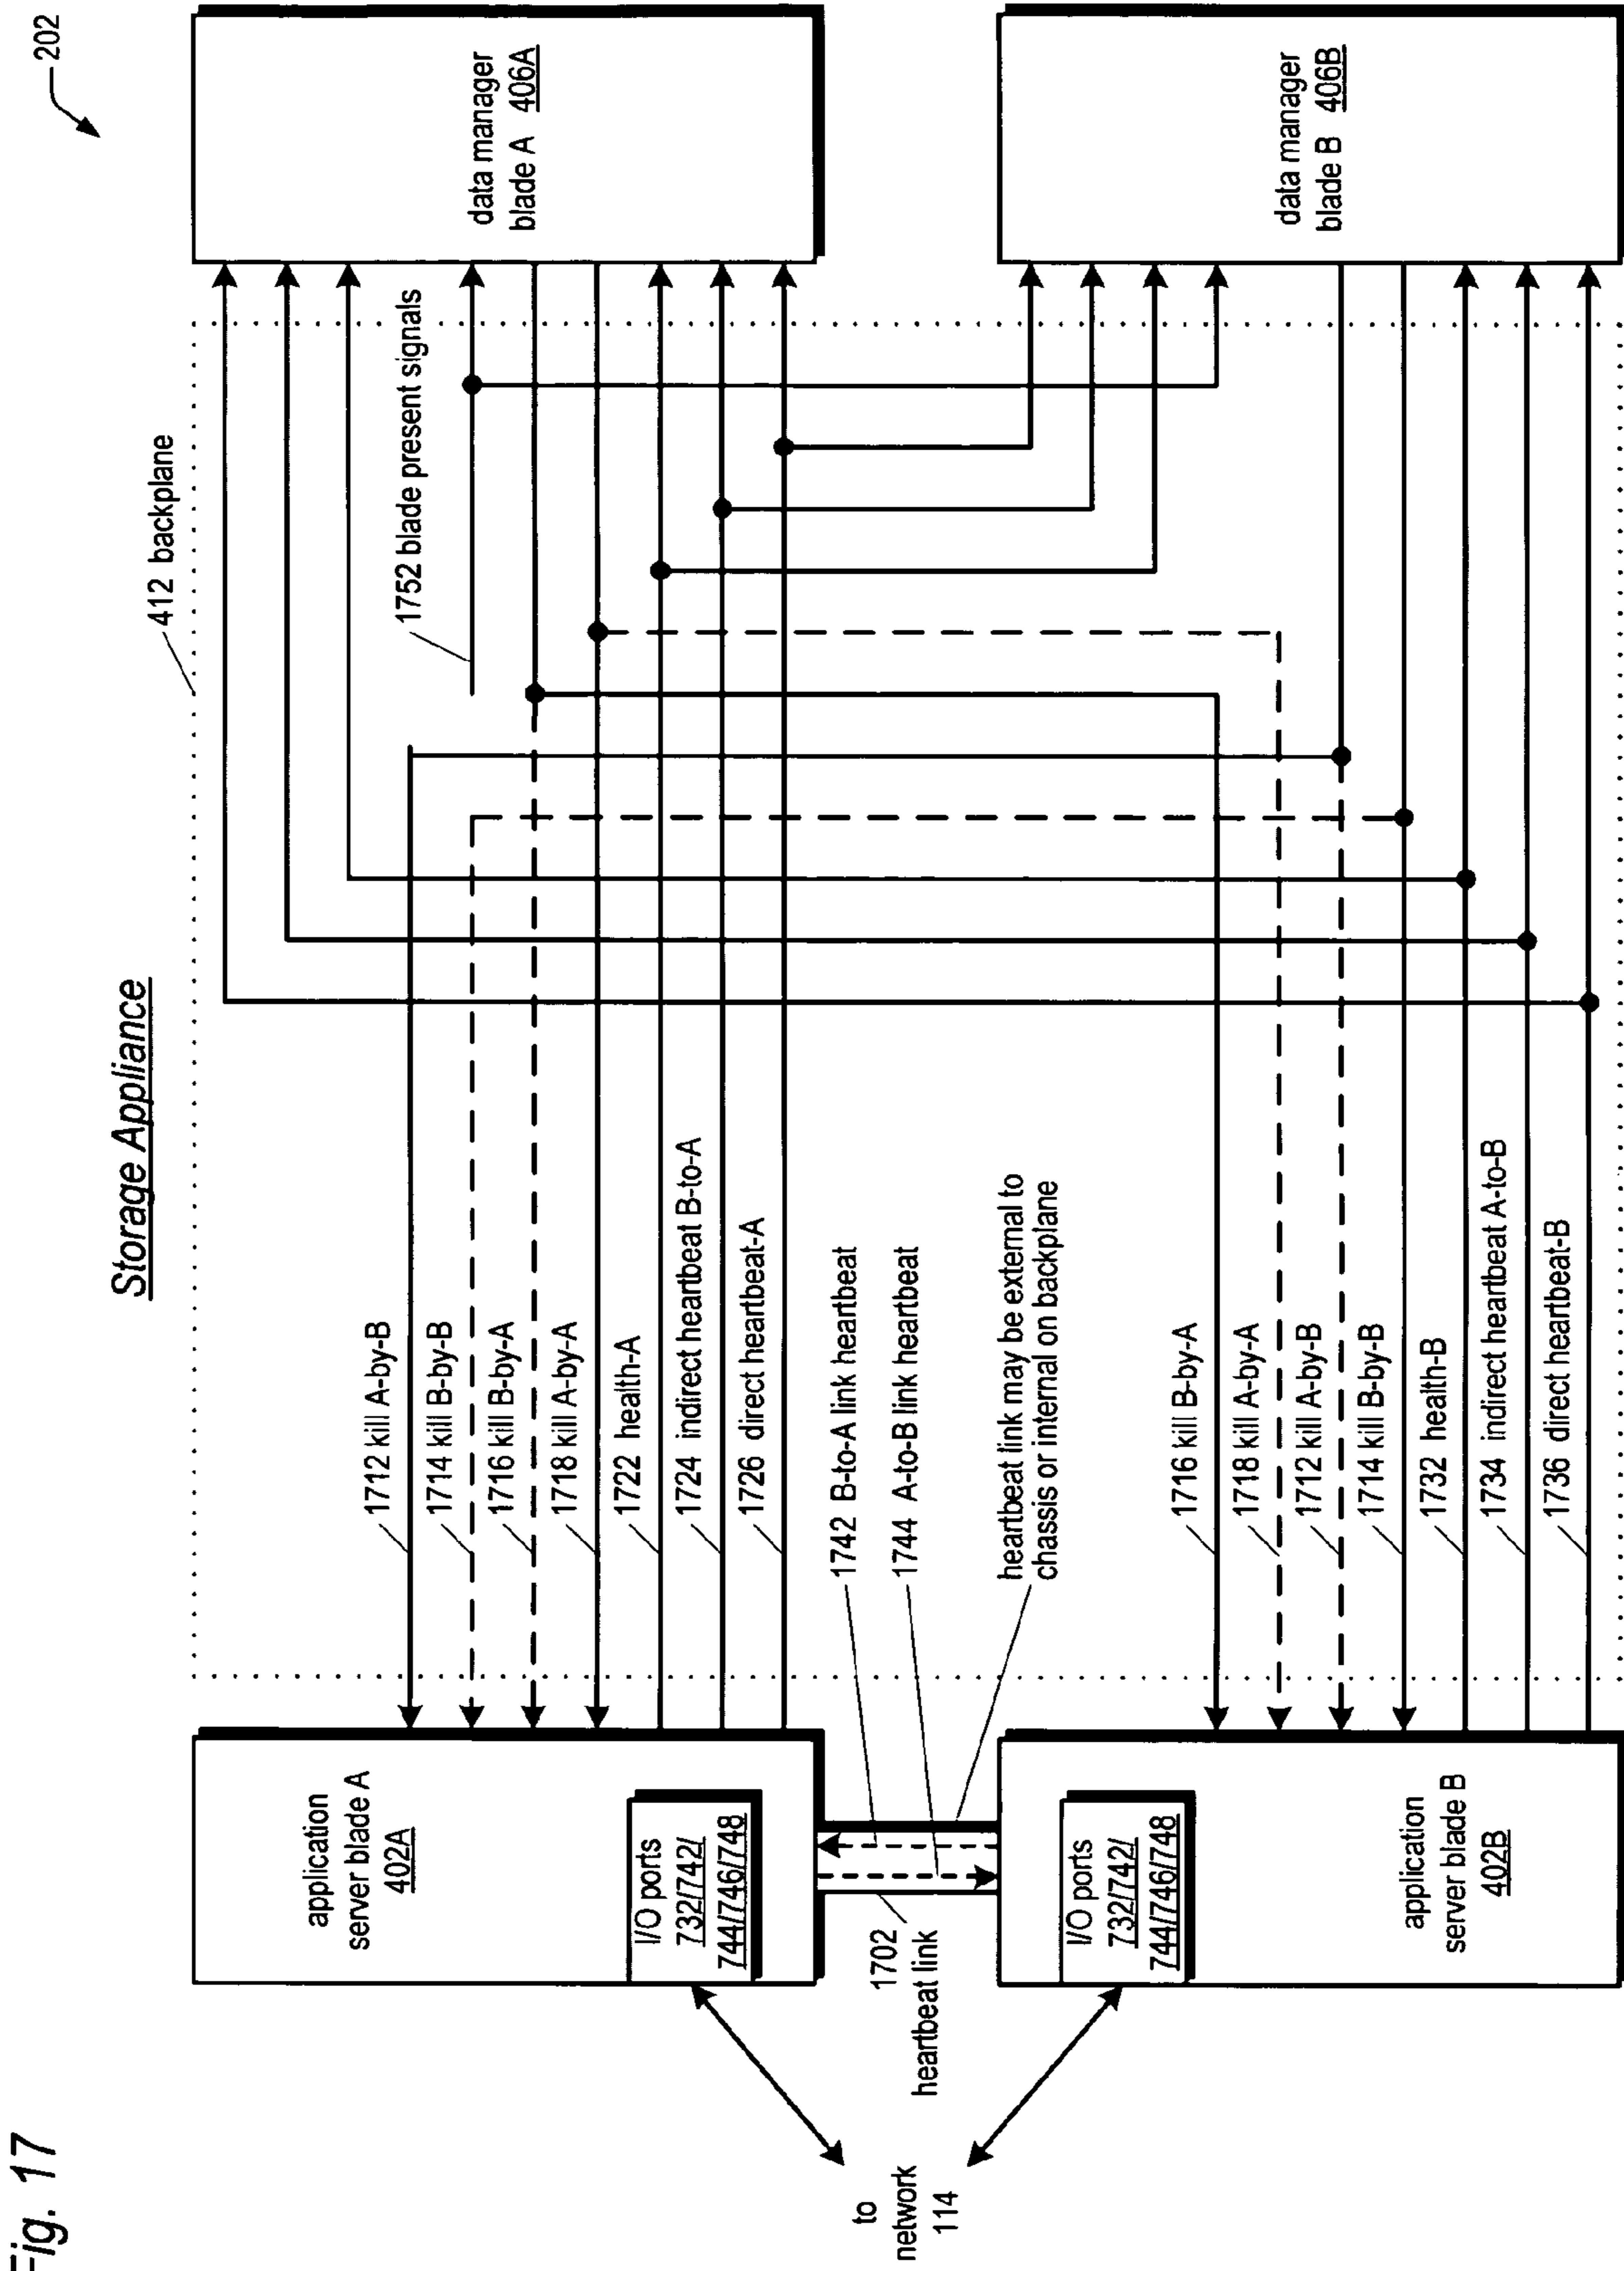 Fig. 17
Storage Appliance
202
412 backplane
application
server blade A
402A
I/O ports
732/742/
744/746/748
1712 kill A-by-B
1714 kill B-by-B
1716 kill B-by-A
1718 kill A-by-A
1722 health-A
1724 indirect heartbeat B-to-A
1726 direct heartbeat-A
1752 blade present signals
data manager
blade A 406A
to
network
114
1702
heartbeat link
1742 B-to-A link heartbeat
1744 A-to-B link heartbeat
heartbeat link may be external to
chassis or internal on backplane
I/O ports
732/742/
744/746/748
application
server blade B
402B
1716 kill B-by-A
1718 kill A-by-A
1712 kill A-by-B
1714 kill B-by-B
1732 health-B
1734 indirect heartbeat A-to-B
1736 direct heartbeat-B
data manager
blade B 406B